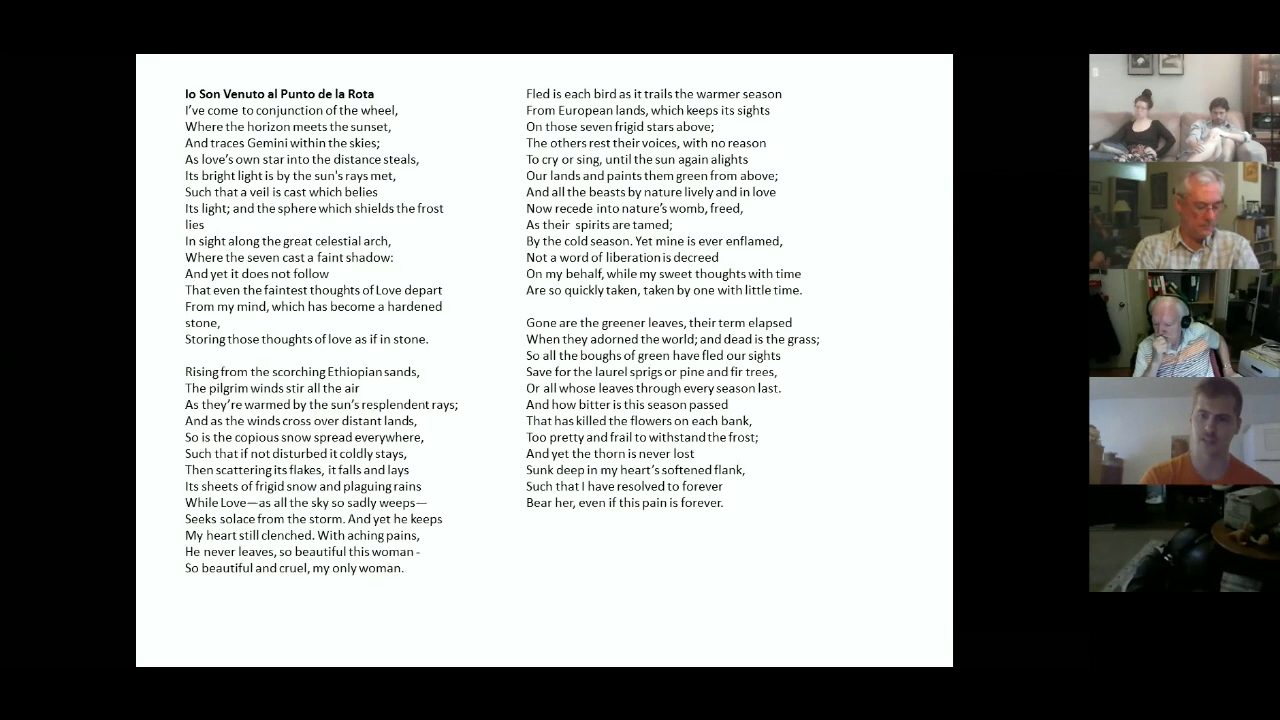 Io Son Venuto al Punto de la Rota
I've come to conjunction of the wheel,
Where the horizon meets the sunset,
And traces Gemini within the skies;
As love's own star into the distance steals,
Its bright light is by the sun's rays met,
Such that a veil is cast which belies
Its light; and the sphere which shields the frost
lies
In sight along the great celestial arch,
Where the seven cast a faint shadow:
And yet it does not follow
That even the faintest thoughts of Love depart
From my mind, which has become a hardened
stone,
Storing those thoughts of love as if in stone.
Rising from the scorching Ethiopian sands,
The pilgrim winds stir all the air
As they're warmed by the sun's resplendent rays;
And as the winds cross over distant lands,
So is the copious snow spread everywhere,
Such that if not disturbed it coldly stays,
Then scattering its flakes, it falls and lays
Its sheets of frigid snow and plaguing rains
While Love—as all the sky so sadly weeps—
Seeks solace from the storm. And yet he keeps
My heart still clenched. With aching pains,
He never leaves, so beautiful this woman -
So beautiful and cruel, my only woman.
Fled is each bird as it trails the warmer season
From European lands, which keeps its sights
On those seven frigid stars above;
The others rest their voices, with no reason
To cry or sing, until the sun again alights
Our lands and paints them green from above;
And all the beasts by nature lively and in love
Now recede into nature's womb, freed,
As their spirits are tamed;
By the cold season. Yet mine is ever enflamed,
Not a word of liberation is decreed
On my behalf, while my sweet thoughts with time
Are so quickly taken, taken by one with little time.
Gone are the greener leaves, their term elapsed
When they adorned the world; and dead is the grass;
So all the boughs of green have fled our sights
Save for the laurel sprigs or pine and fir trees,
Or all whose leaves through every season last.
And how bitter is this season passed
That has killed the flowers on each bank,
Too pretty and frail to withstand the frost;
And yet the thorn is never lost
Sunk deep in my heart's softened flank,
Such that I have resolved to forever
Bear her, even if this pain is forever.